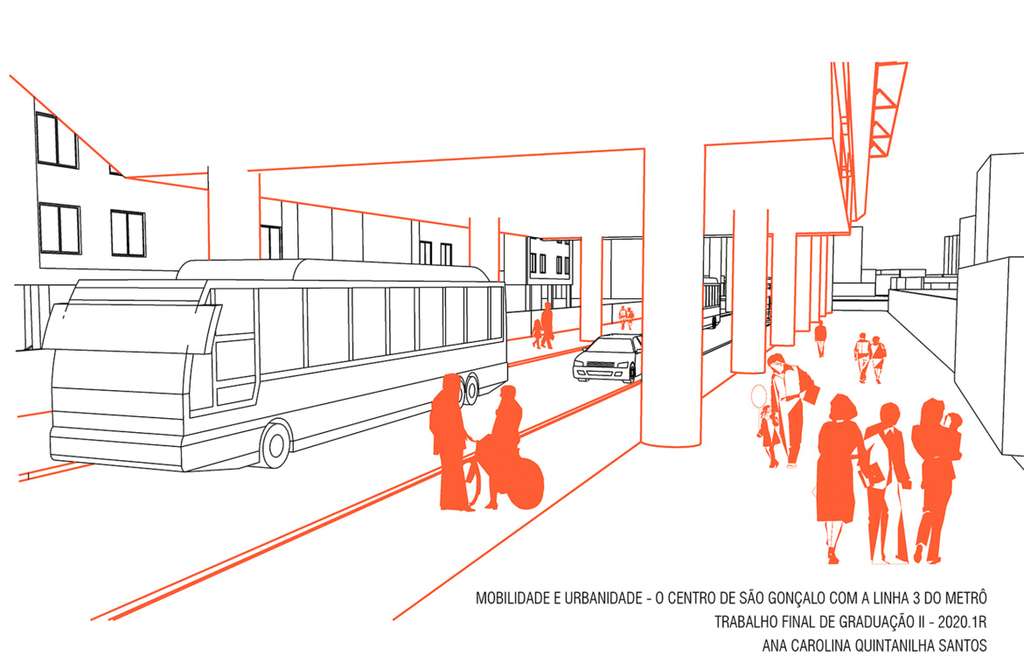 MOBILIDADE E URBANIDADE - O CENTRO DE SÃO GONÇALO COM A LINHA 3 DO METRÔ
TRABALHO FINAL DE GRADUAÇÃO II - 2020.1R
ANA CAROLINA QUINTANILHA SANTOS